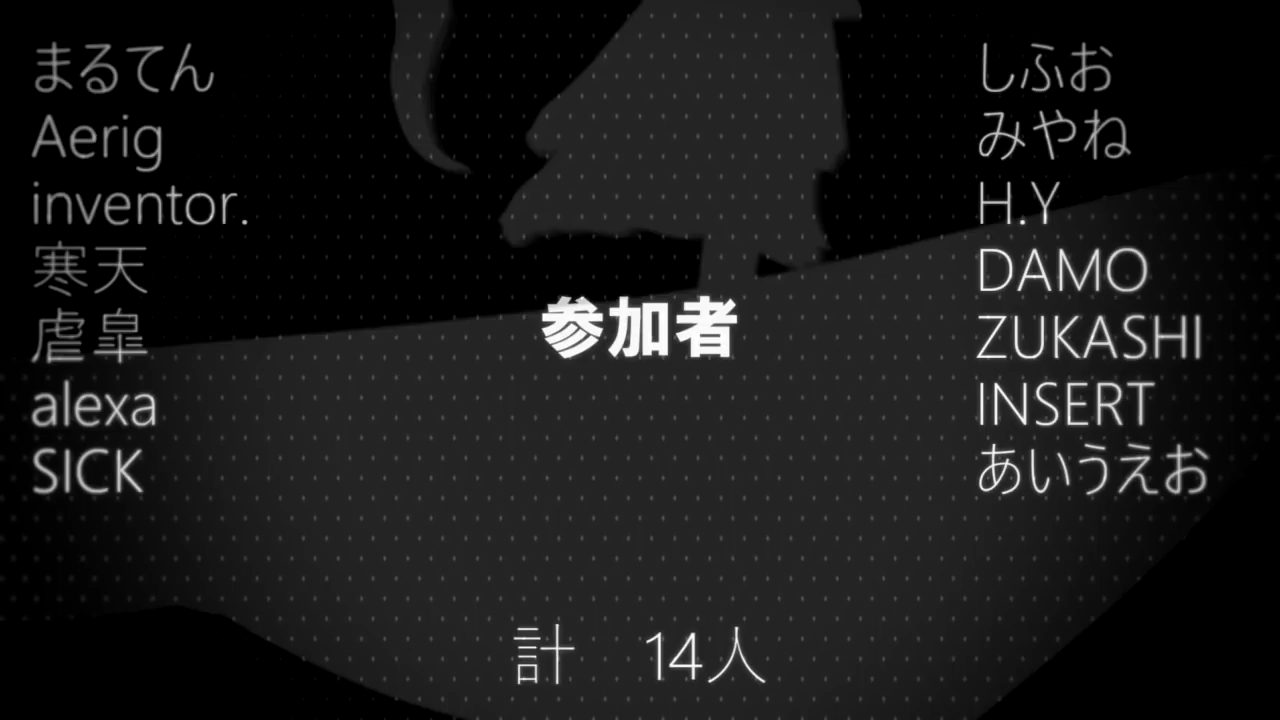 まるてん
Aerig
inventor.
寒天
虐皐
alexa
SICK
参加者
しふお
みやね
H.Y
DAMO
ZUKASHI
INSERT
あいうえお
計　14人